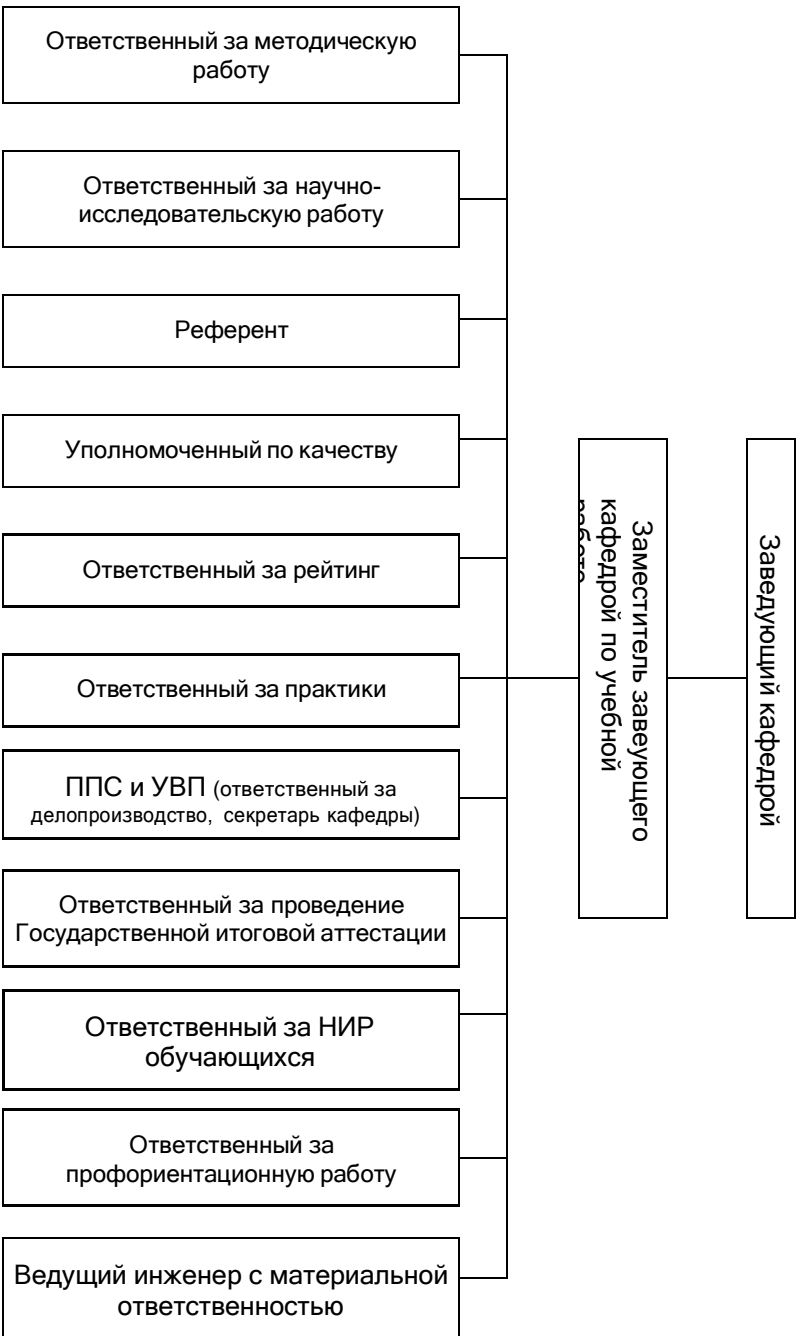 Ответственный за методическую
работу
Ответственный за научно-
исследовательскую работу
Референт
Уполномоченный по качеству
Ответственный за рейтинг
Ответственный за практики
ППС и УВП (ответственный за
делопроизводство, секретарь кафедры)
Ответственный за проведение
Государственной итоговой аттестации
Ответственный за НИР
обучающихся
Ответственный за
профориентационную работу
Ведущий инженер с материальной
ответственностью
Заместитель завеующего
кафедрой по учебной
работе
Заведующий кафедрой